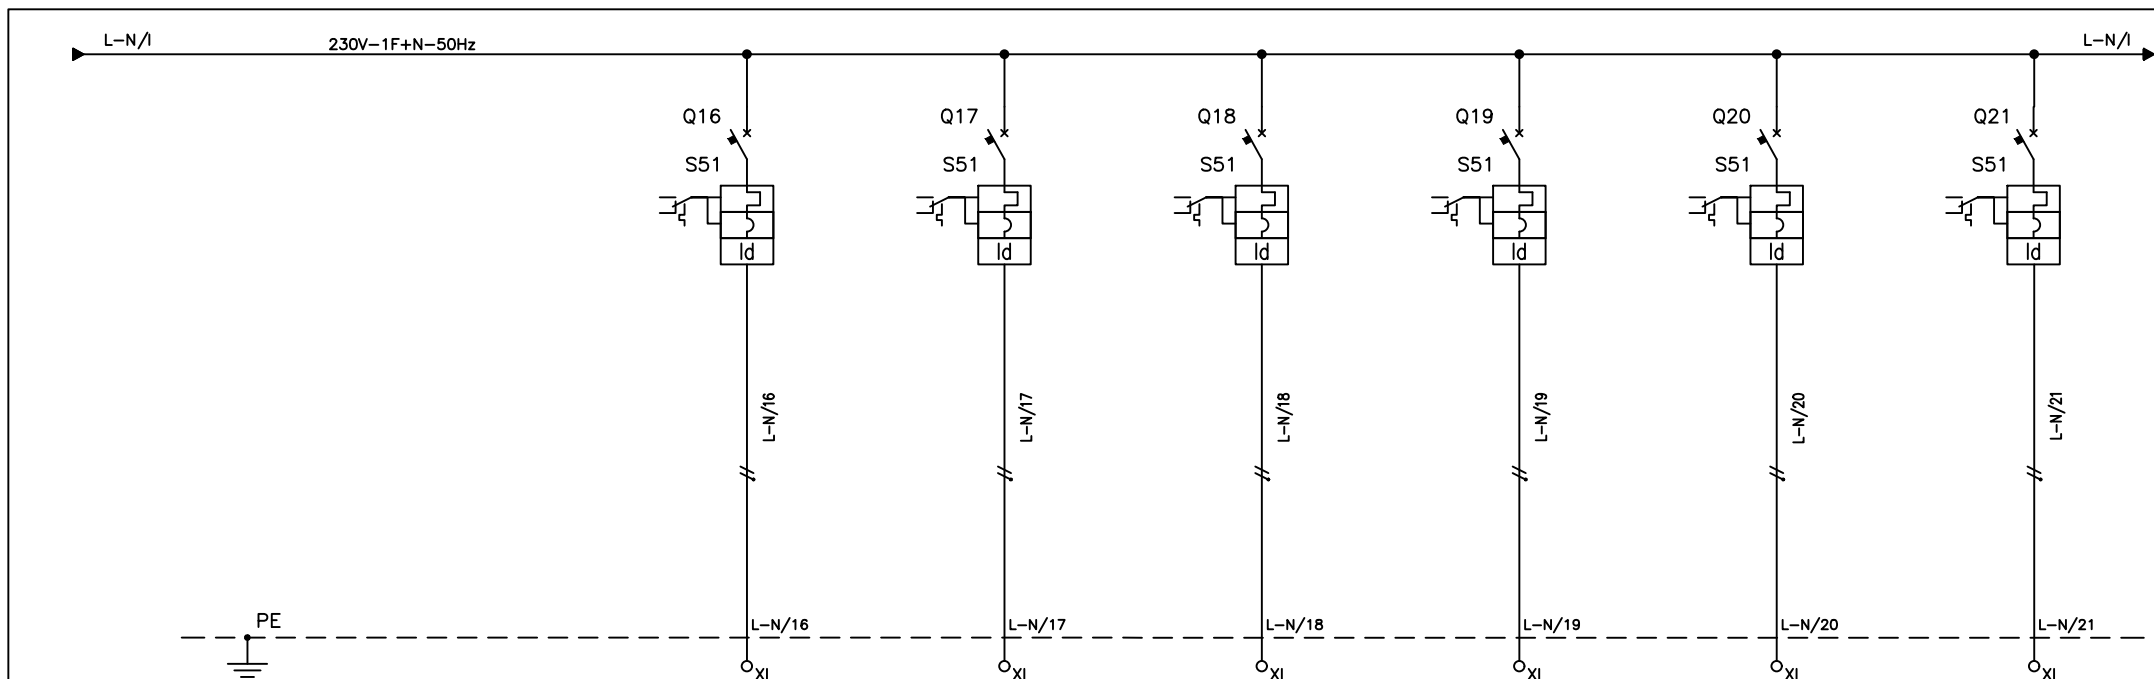 L-N/I 230V-1F+N-50Hz L-N/I
Q16 Q17 Q18 Q19 Q20 Q21
S51 S51 S51 S51 S51 S51
Id Id Id Id Id Id
L-N/16 L-N/17 L-N/18 L-N/19 L-N/20 L-N/21
PE L-N/16 L-N/17 L-N/18 L-N/19 L-N/20 L-N/21
XI XI XI XI XI XI